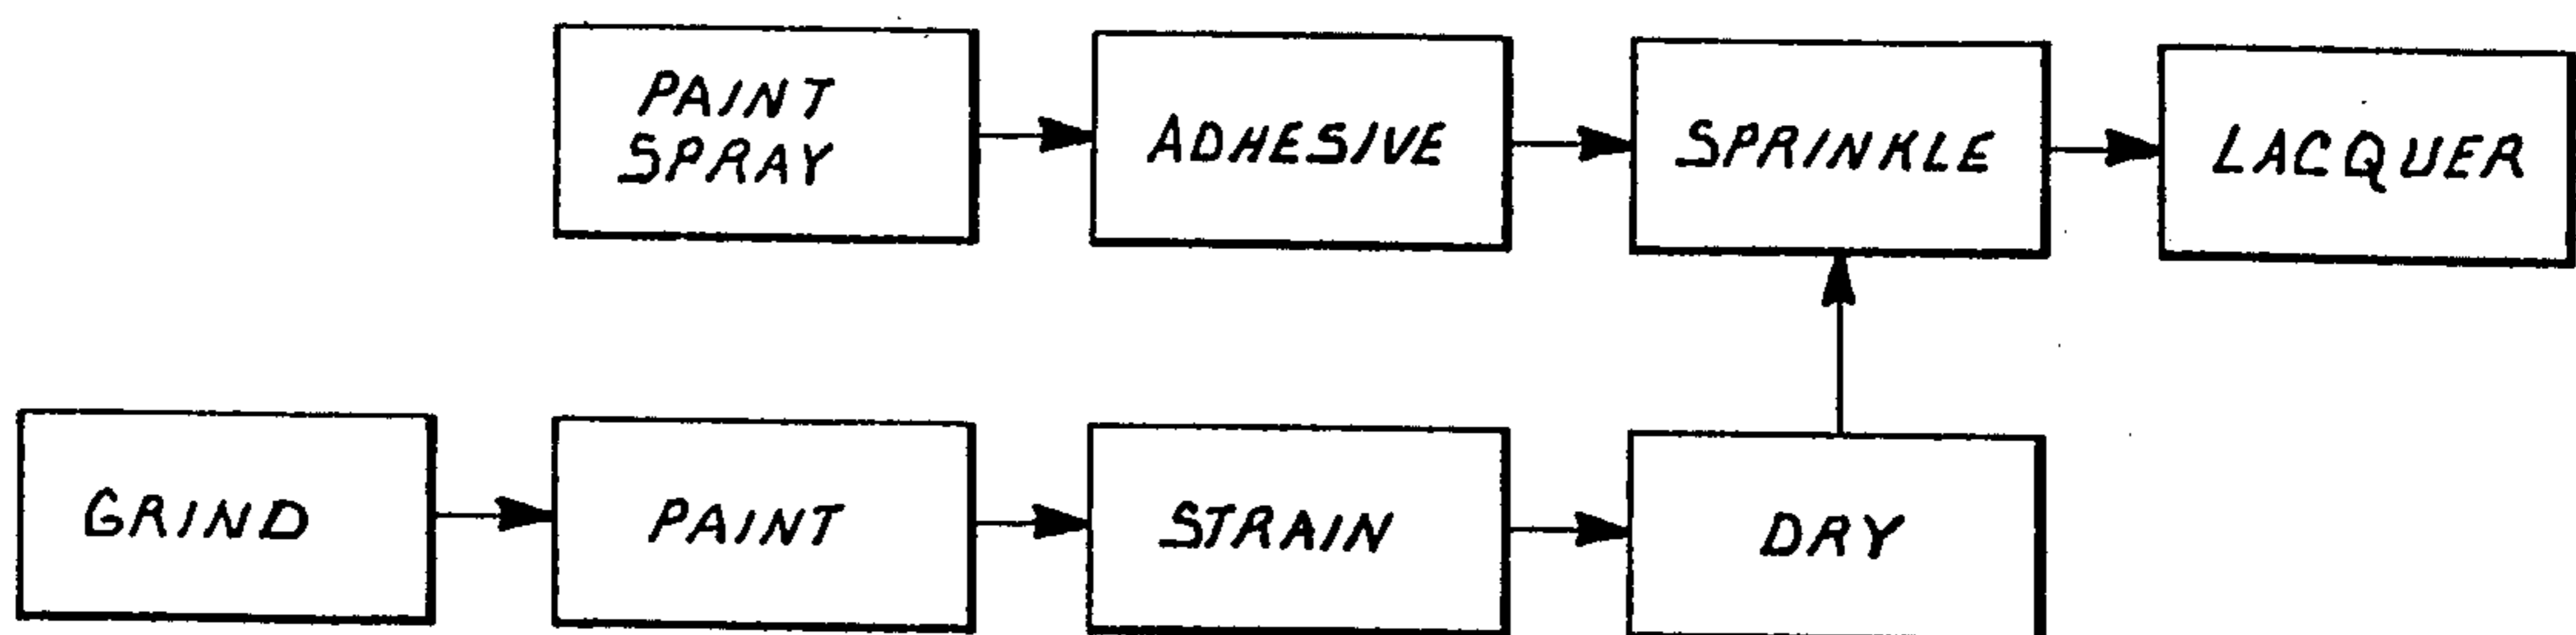 PAINT
SPRAY
ADHESIVE
SPRINKLE
LACQUER
GRIND
PAINT
STRAIN
DRY